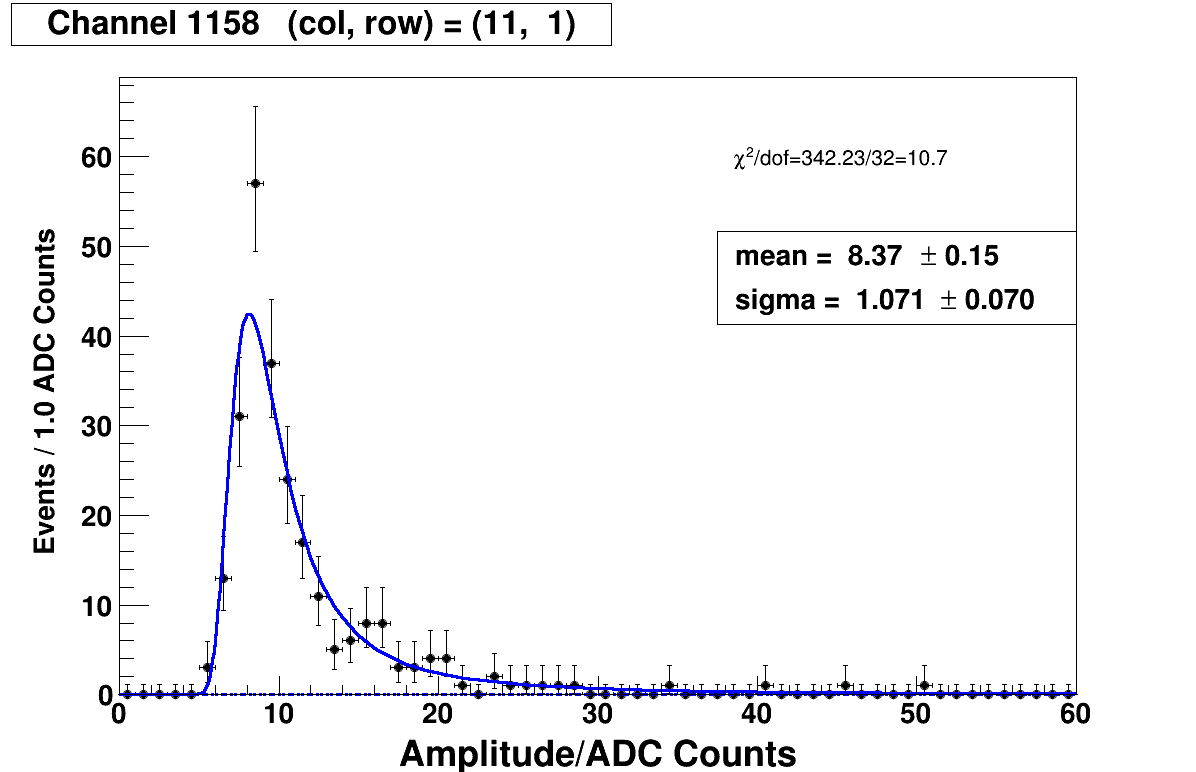 Channel 1158 (col, row) = (11, 1)
χ²/dof=342.23/32=10.7
mean = 8.37 ± 0.15
sigma = 1.071 ± 0.070
Events / 1.0 ADC Counts
60
50
40
30
20
10
0
0 10 20 30 40 50 60
Amplitude/ADC Counts